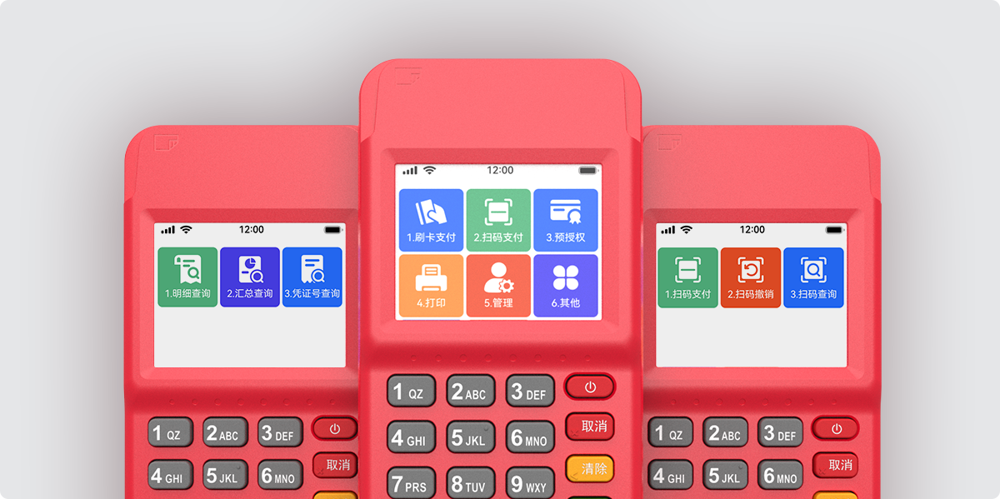 12:00
1.明细查询
2.汇总查询
3.凭证号查询
1 QZ
2 ABC
3 DEF
取消
4 GHI
5 JKL
6 MNO
12:00
1.刷卡支付
2.扫码支付
3.预授权
4.打印
5.管理
6.其他
1 QZ
2 ABC
3 DEF
取消
4 GHI
5 JKL
6 MNO
清除
7 PRS
8 TUV
9 WXY
12:00
1.扫码支付
2.扫码撤销
3.扫码查询
1 QZ
2 ABC
3 DEF
取消
4 GHI
5 JKL
6 MNO